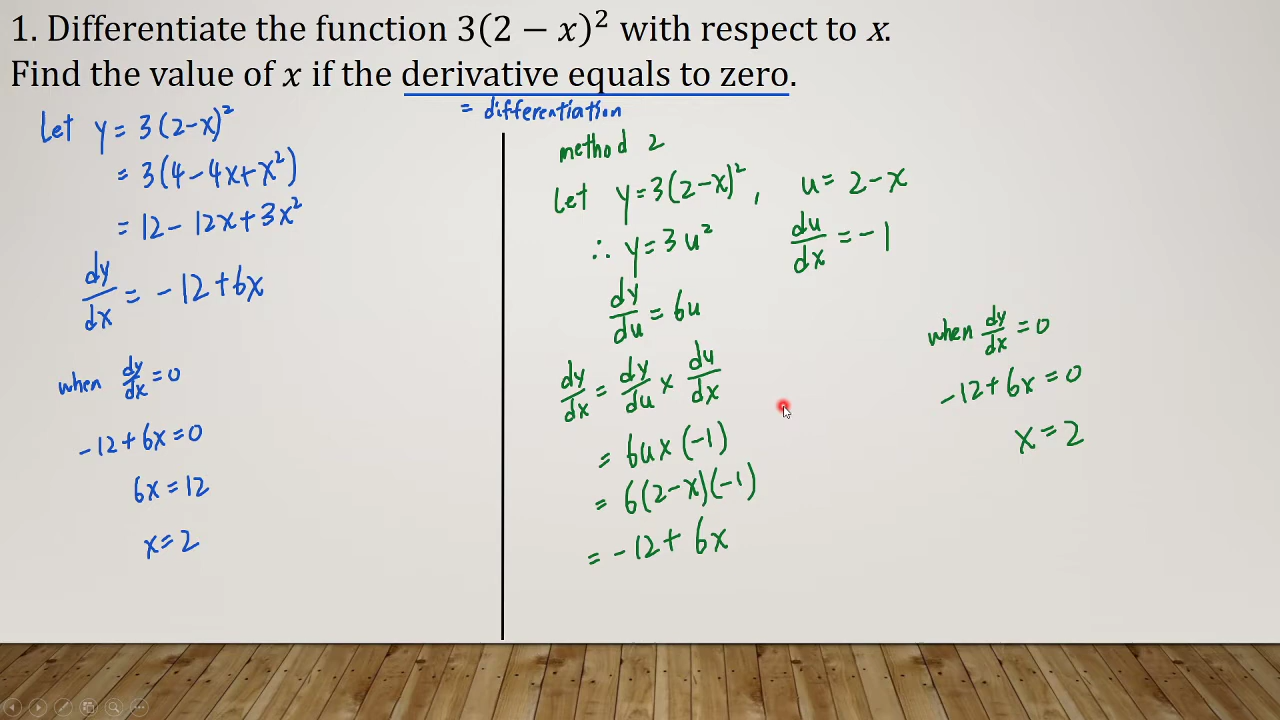 1. Differentiate the function 3(2 − x)² with respect to x.
Find the value of x if the derivative equals to zero.
= differentiation
Let y = 3(2-x)²
= 3(4-4x+x²)
= 12-12x+3x²
dy/dx = -12+6x
when dy/dx = 0
-12+6x=0
6x=12
x=2
method 2
Let y=3(2-x)², u=2-x
∴ y=3u² du/dx = -1
dy/du = 6u
dy/dx = dy/du × du/dx
= 6u×(-1)
= 6(2-x)(-1)
= -12+6x
when dy/dx = 0
-12+6x=0
x=2